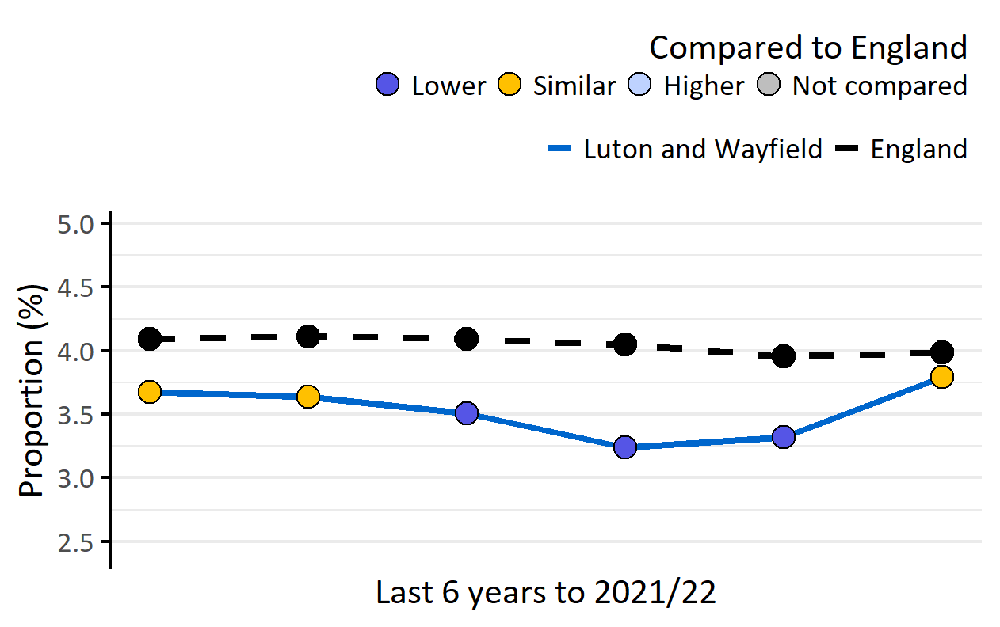 Compared to England
Lower Similar Higher Not compared
Luton and Wayfield England
5.0
4.5
4.0
3.5
3.0
2.5
Proportion (%)
Last 6 years to 2021/22